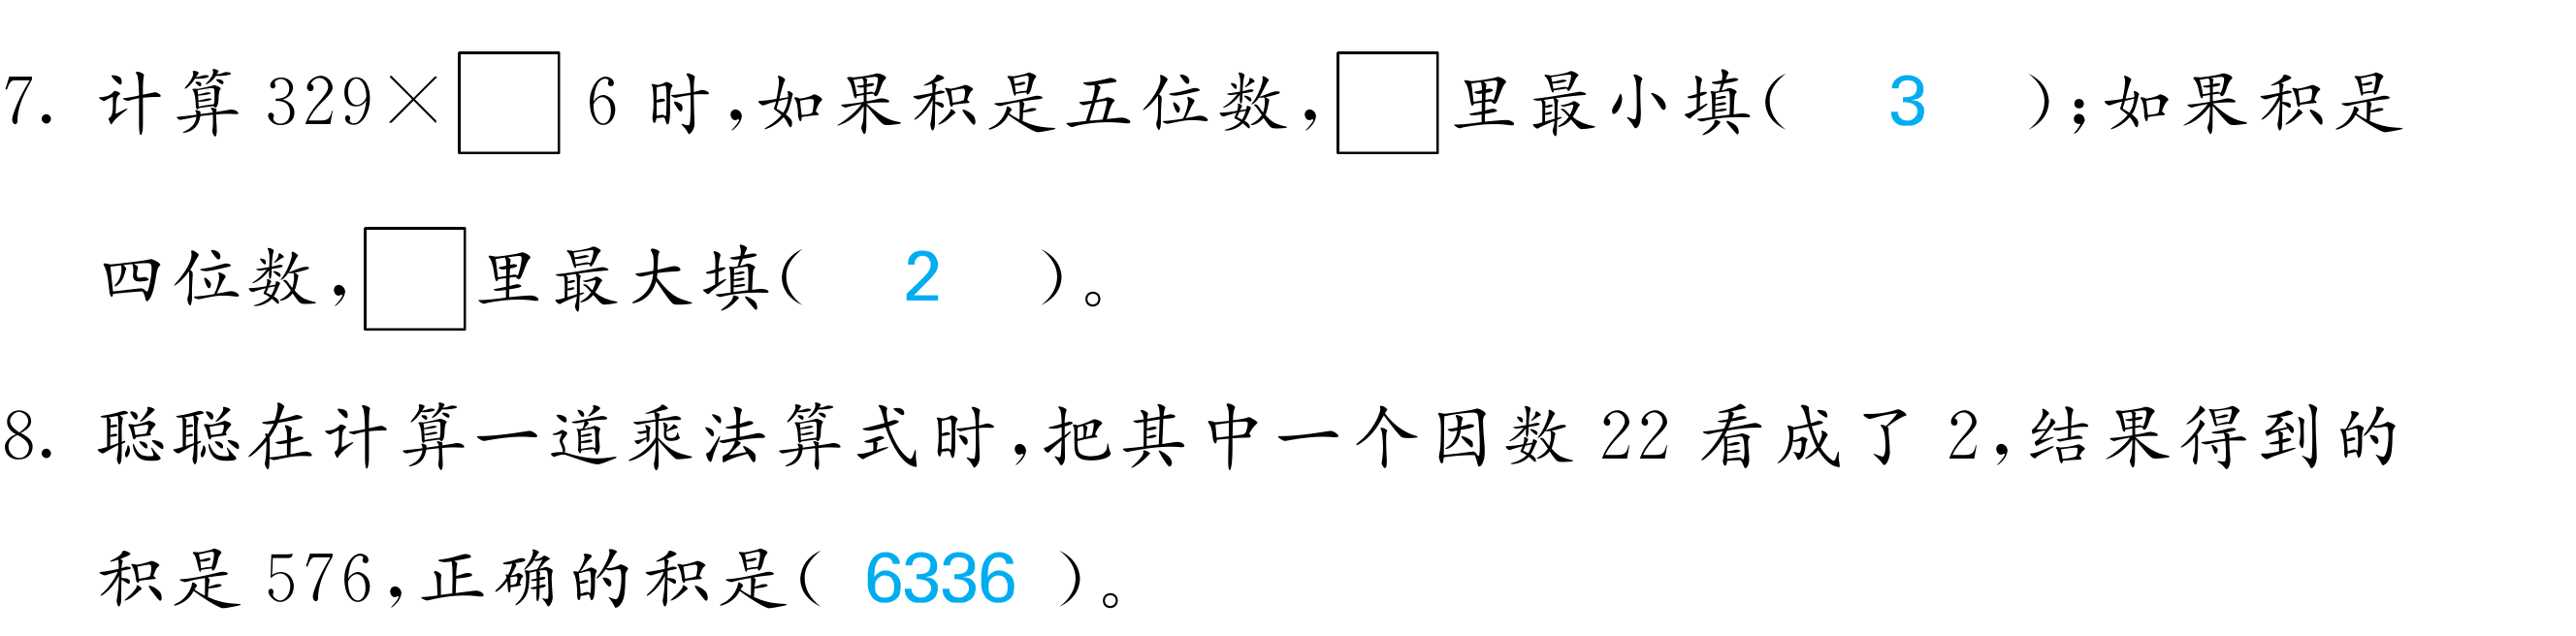 7. 计算 329×□ 6 时,如果积是五位数,□里最小填( 3 );如果积是
四位数,□里最大填( 2 )。
8. 聪聪在计算一道乘法算式时,把其中一个因数 22 看成了 2,结果得到的
积是 576,正确的积是( 6336 )。